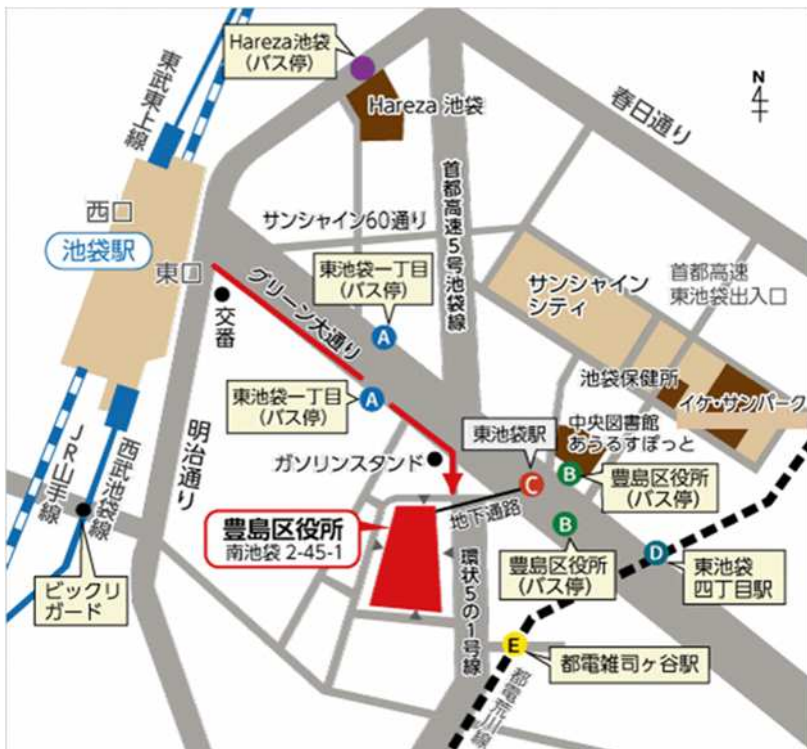 Hareza池袋
(バス停)
Hareza 池袋
N
4
東武東上線
春日通り
首都高速5号池袋線
西口
池袋駅
東口
サンシャイン60通り
東池袋一丁目
(バス停)
A
グリーン大通り
交番
サンシャイン
シティ
首都高速
東池袋出入口
東池袋一丁目
(バス停)
A
池袋保健所
イケ・サンパーク
中央図書館
あうるすぽっと
東池袋駅
C
B
豊島区役所
(バス停)
ガソリンスタンド
明治通り
JR山手線
西武池袋線
地下通路
豊島区役所
南池袋 2-45-1
B
豊島区役所
(バス停)
D
東池袋
四丁目駅
ビックリ
ガード
環状5の1号線
E
都電雑司ヶ谷駅
都電荒川線